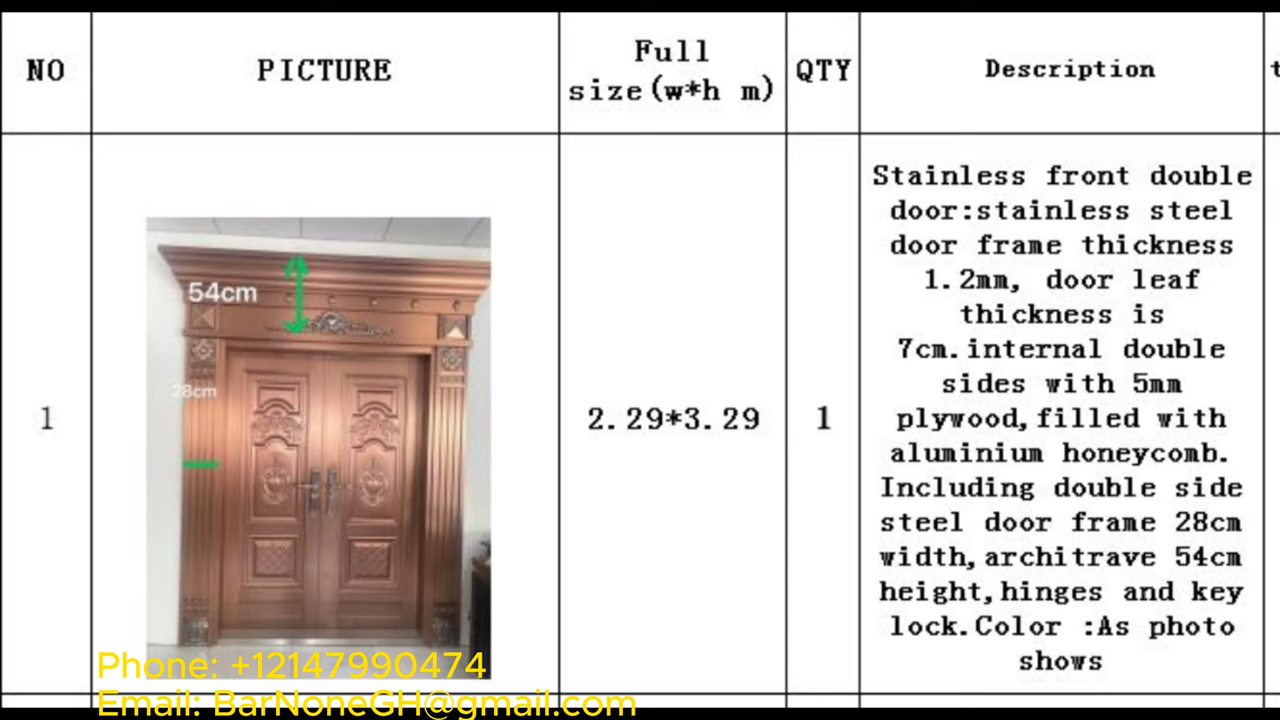 NO
PICTURE
Full
size(w*h m)
QTY
Description
t
1
54cm
28cm
2.29*3.29
1
Stainless front double
door:stainless steel
door frame thickness
1.2mm, door leaf
thickness is
7cm.internal double
sides with 5mm
plywood,filled with
aluminium honeycomb.
Including double side
steel door frame 28cm
width,architrave 54cm
height,hinges and key
lock.Color :As photo
shows
Phone: +12147990474
Email: BarNoneGH@gmail.com